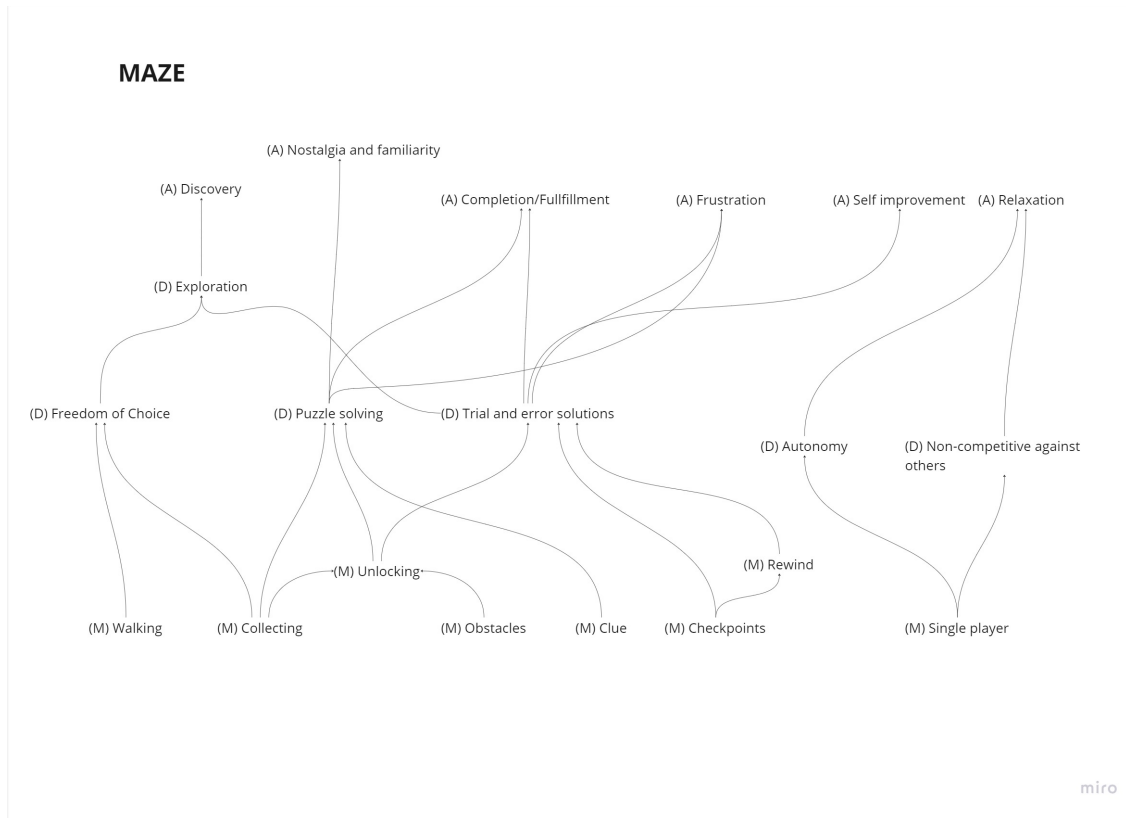 MAZE
(A) Nostalgia and familiarity
(A) Discovery
(A) Completion/Fullfillment
(A) Frustration
(A) Self improvement
(A) Relaxation
(D) Exploration
(D) Freedom of Choice
(D) Puzzle solving
(D) Trial and error solutions
(D) Autonomy
(D) Non-competitive against
others
(M) Unlocking
(M) Rewind
(M) Walking
(M) Collecting
(M) Obstacles
(M) Clue
(M) Checkpoints
(M) Single player
miro